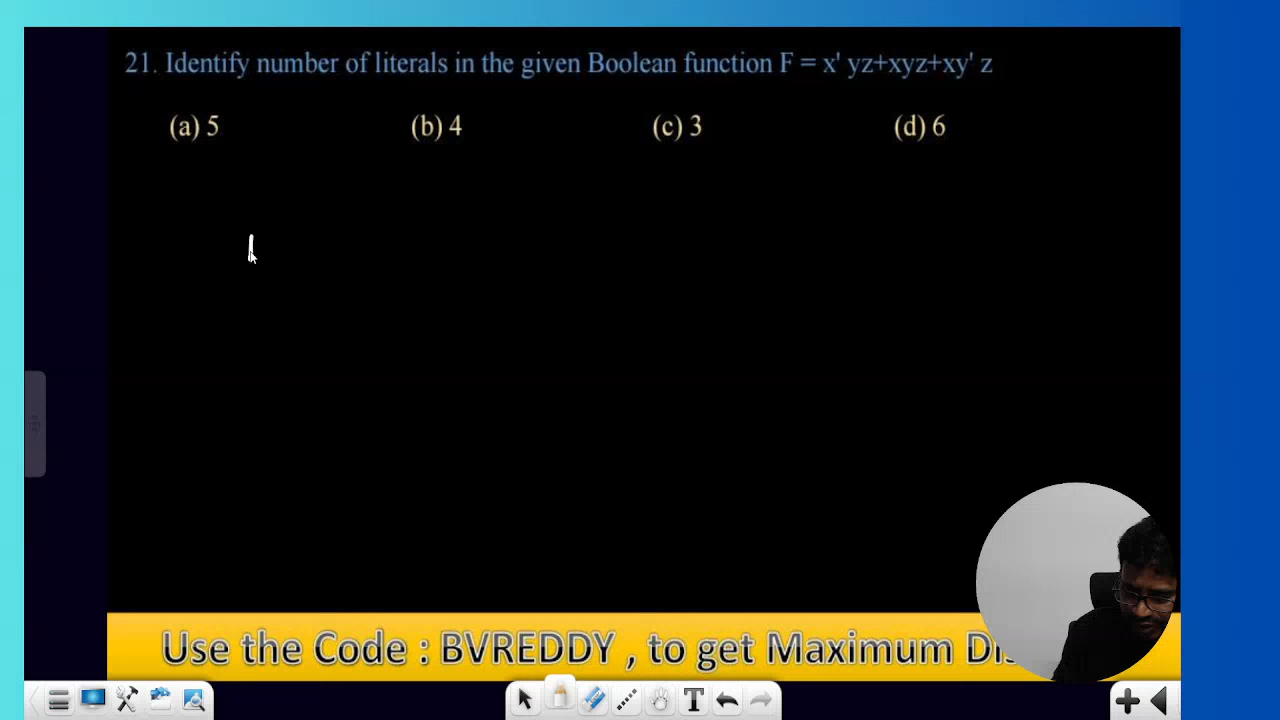 21. Identify number of literals in the given Boolean function F = x' yz+xyz+xy' z
(a) 5 (b) 4 (c) 3 (d) 6
Use the Code : BVREDDY , to get Maximum